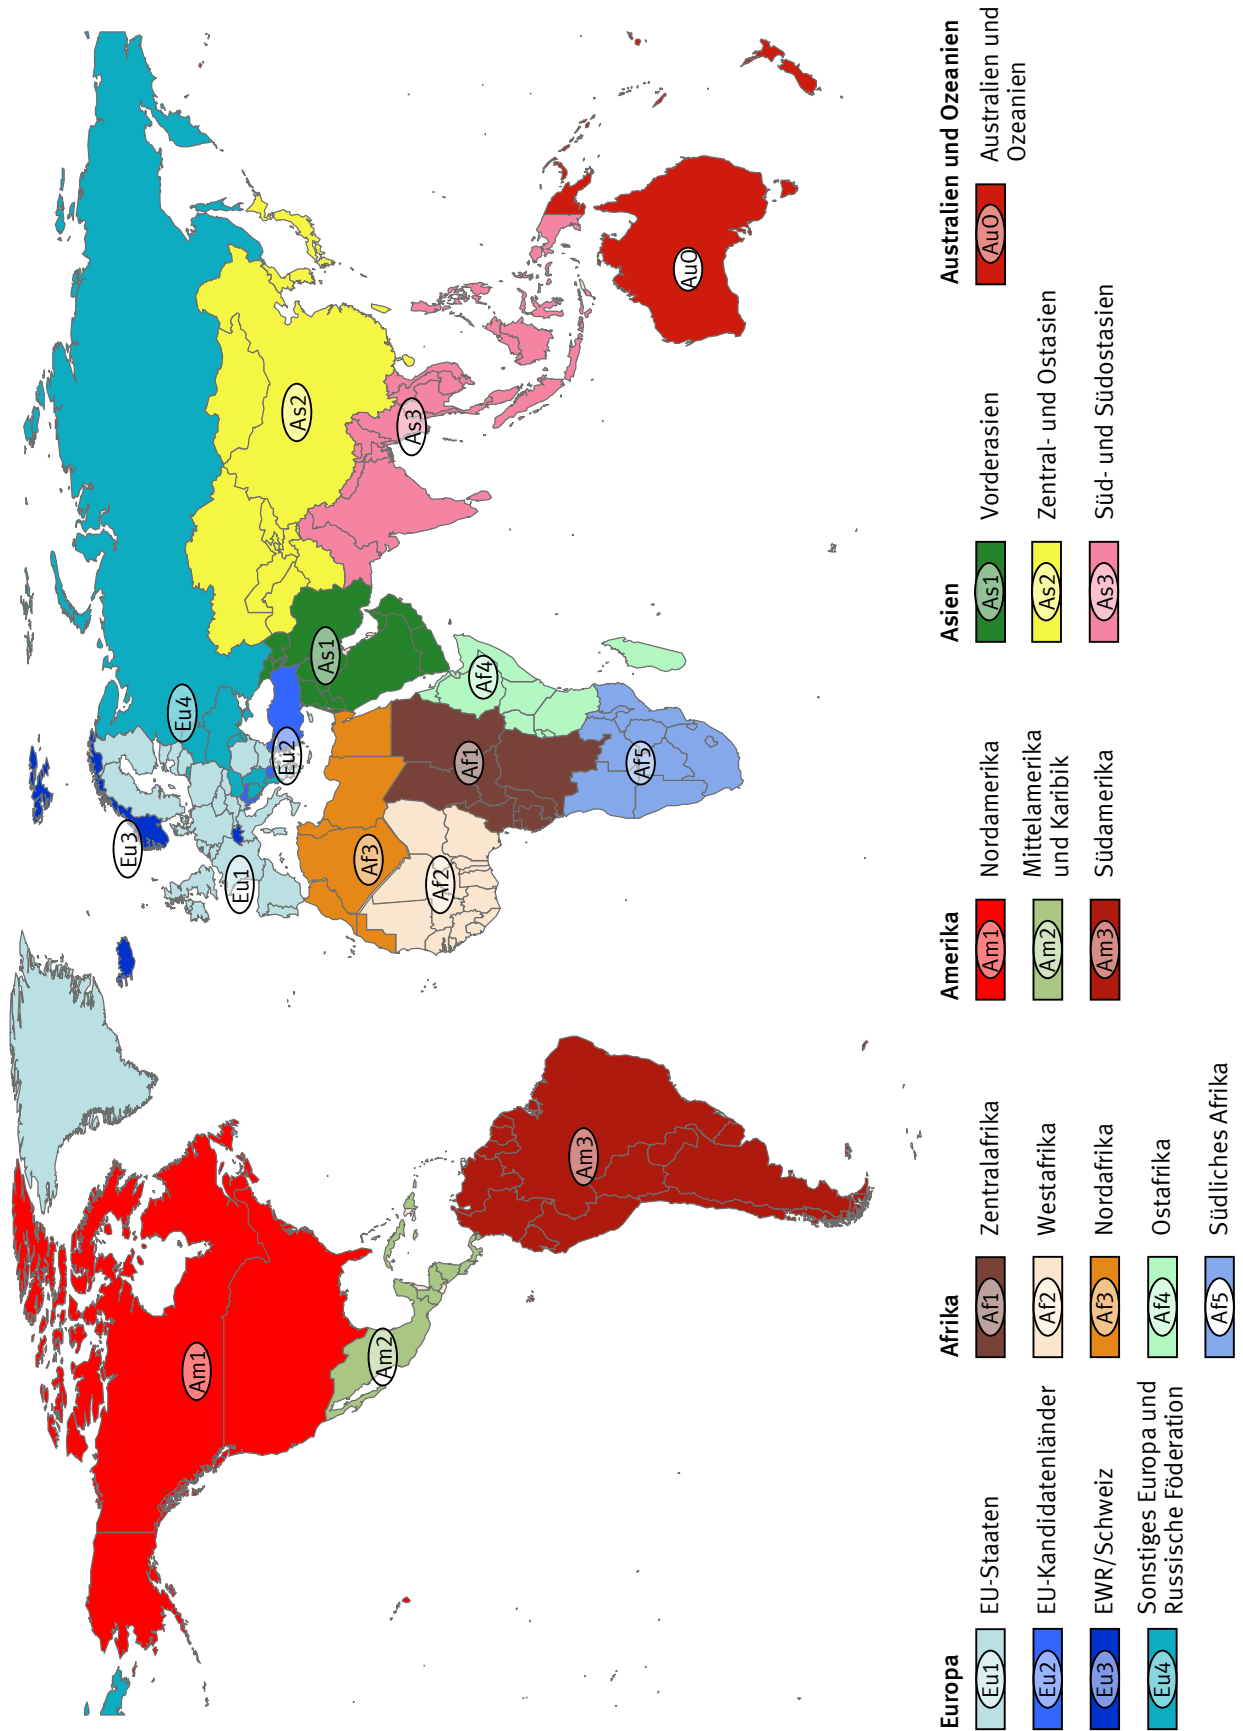 Eu3
Eu4
Eu1
Eu2
Am1
Am2
Am3
As1
As2
As3
Af3
Af2
Af1
Af4
Af5
AuO
Europa
Eu1 EU-Staaten
Eu2 EU-Kandidatenländer
Eu3 EWR/Schweiz
Eu4 Sonstiges Europa und
Russische Föderation
Afrika
Af1 Zentralafrika
Af2 Westafrika
Af3 Nordafrika
Af4 Ostafrika
Af5 Südliches Afrika
Amerika
Am1 Nordamerika
Am2 Mittelamerika
und Karibik
Am3 Südamerika
Asien
As1 Vorderasien
As2 Zentral- und Ostasien
As3 Süd- und Südostasien
Australien und Ozeanien
AuO Australien und
Ozeanien